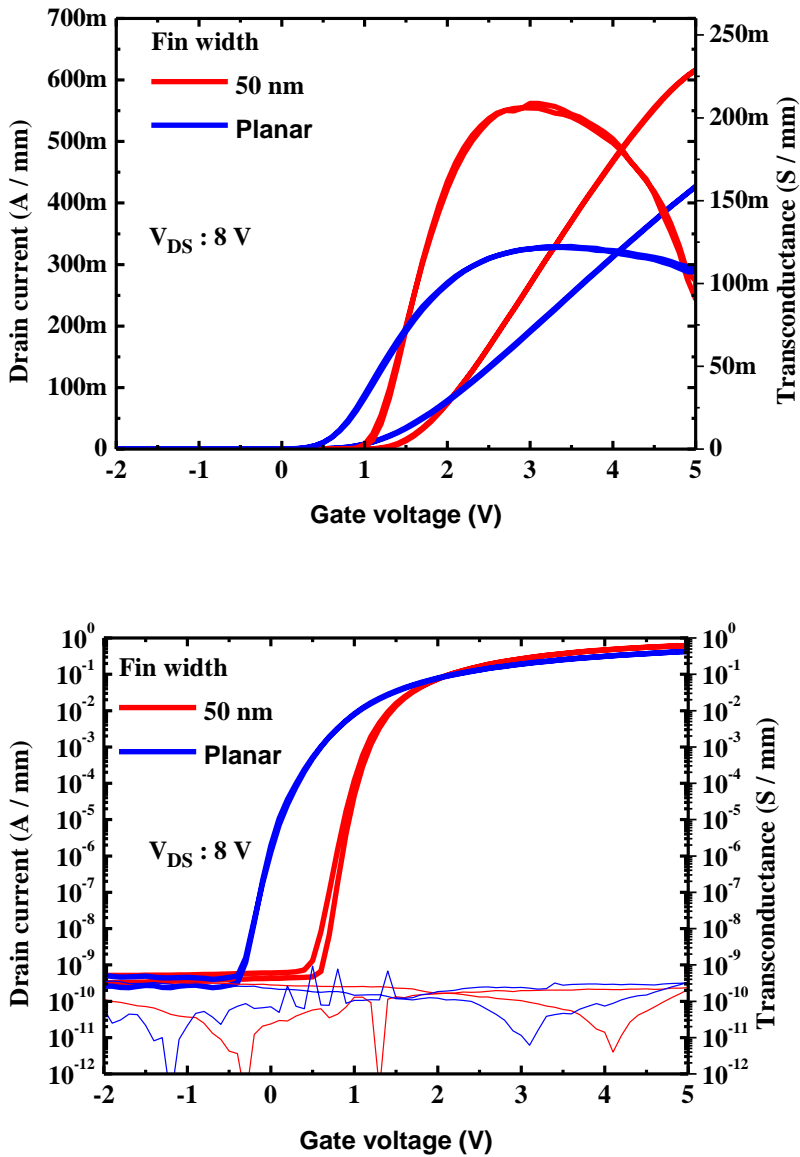 700m
600m
500m
400m
300m
200m
100m
0
Drain current (A / mm)
Fin width
50 nm
Planar
V_DS : 8 V
250m
200m
150m
100m
50m
0
Transconductance (S / mm)
-2 -1 0 1 2 3 4 5
Gate voltage (V)
10^0
10^-1
10^-2
10^-3
10^-4
10^-5
10^-6
10^-7
10^-8
10^-9
10^-10
10^-11
10^-12
Drain current (A / mm)
Fin width
50 nm
Planar
V_DS : 8 V
10^0
10^-1
10^-2
10^-3
10^-4
10^-5
10^-6
10^-7
10^-8
10^-9
10^-10
10^-11
10^-12
Transconductance (S / mm)
-2 -1 0 1 2 3 4 5
Gate voltage (V)